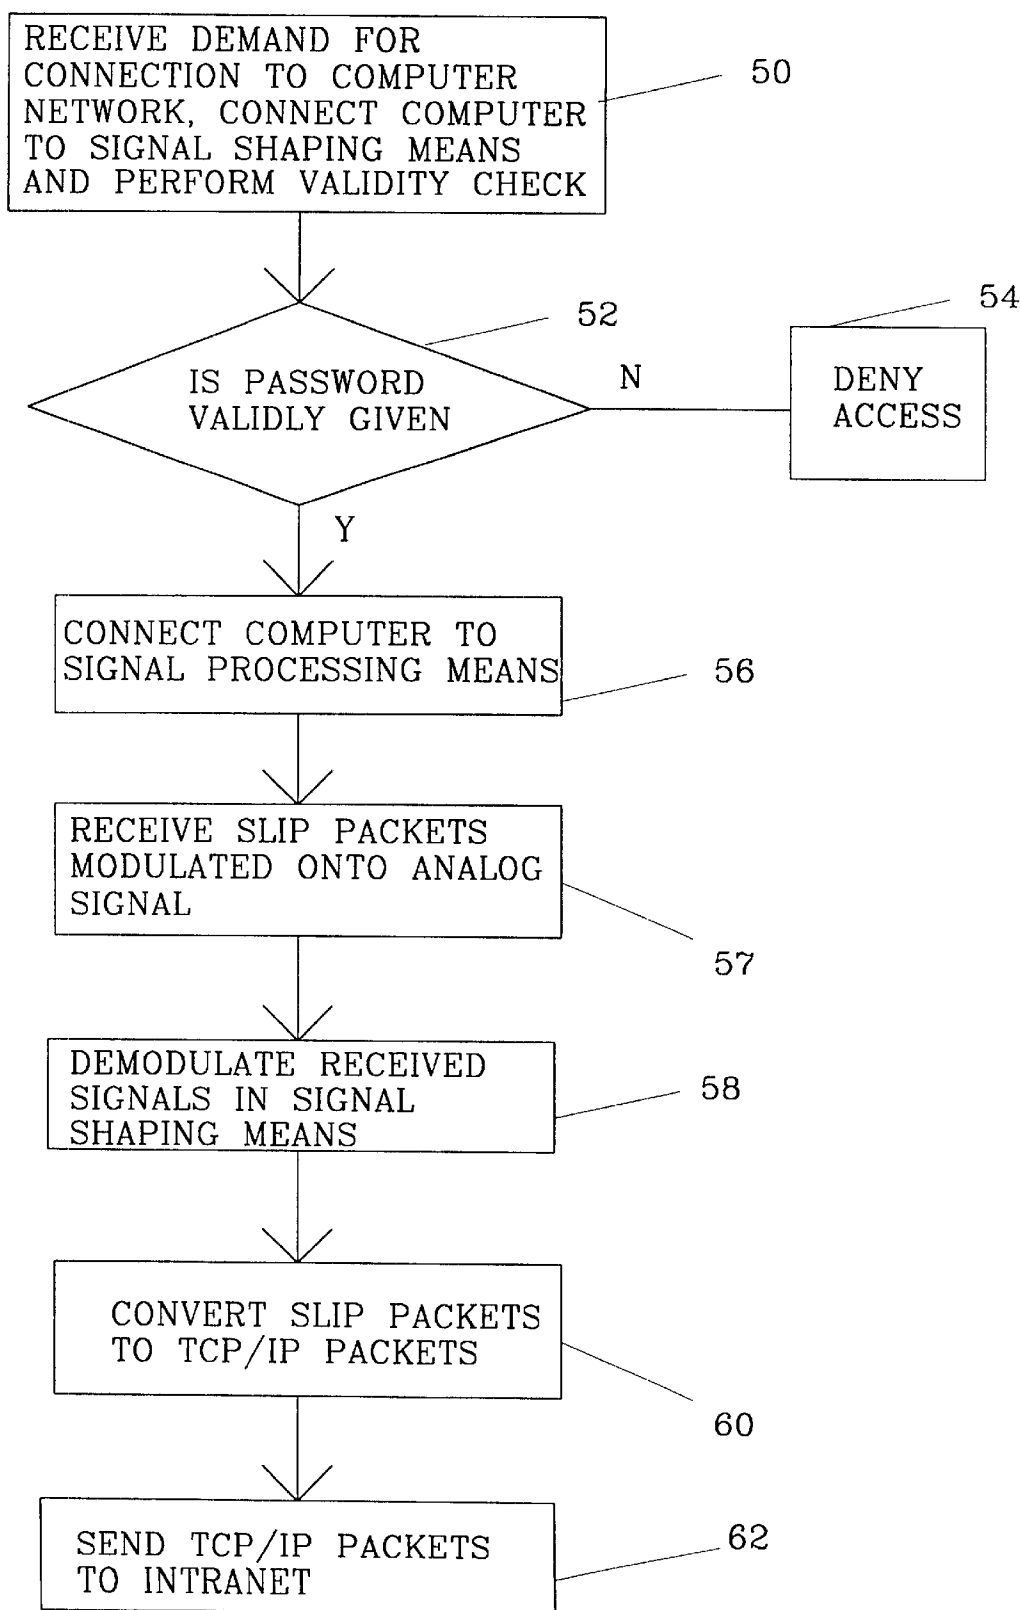 RECEIVE DEMAND FOR
CONNECTION TO COMPUTER
NETWORK, CONNECT COMPUTER
TO SIGNAL SHAPING MEANS
AND PERFORM VALIDITY CHECK
50
52
IS PASSWORD
VALIDLY GIVEN
N
54
DENY
ACCESS
Y
CONNECT COMPUTER TO
SIGNAL PROCESSING MEANS
56
RECEIVE SLIP PACKETS
MODULATED ONTO ANALOG
SIGNAL
57
DEMODULATE RECEIVED
SIGNALS IN SIGNAL
SHAPING MEANS
58
CONVERT SLIP PACKETS
TO TCP/IP PACKETS
60
SEND TCP/IP PACKETS
TO INTRANET
62